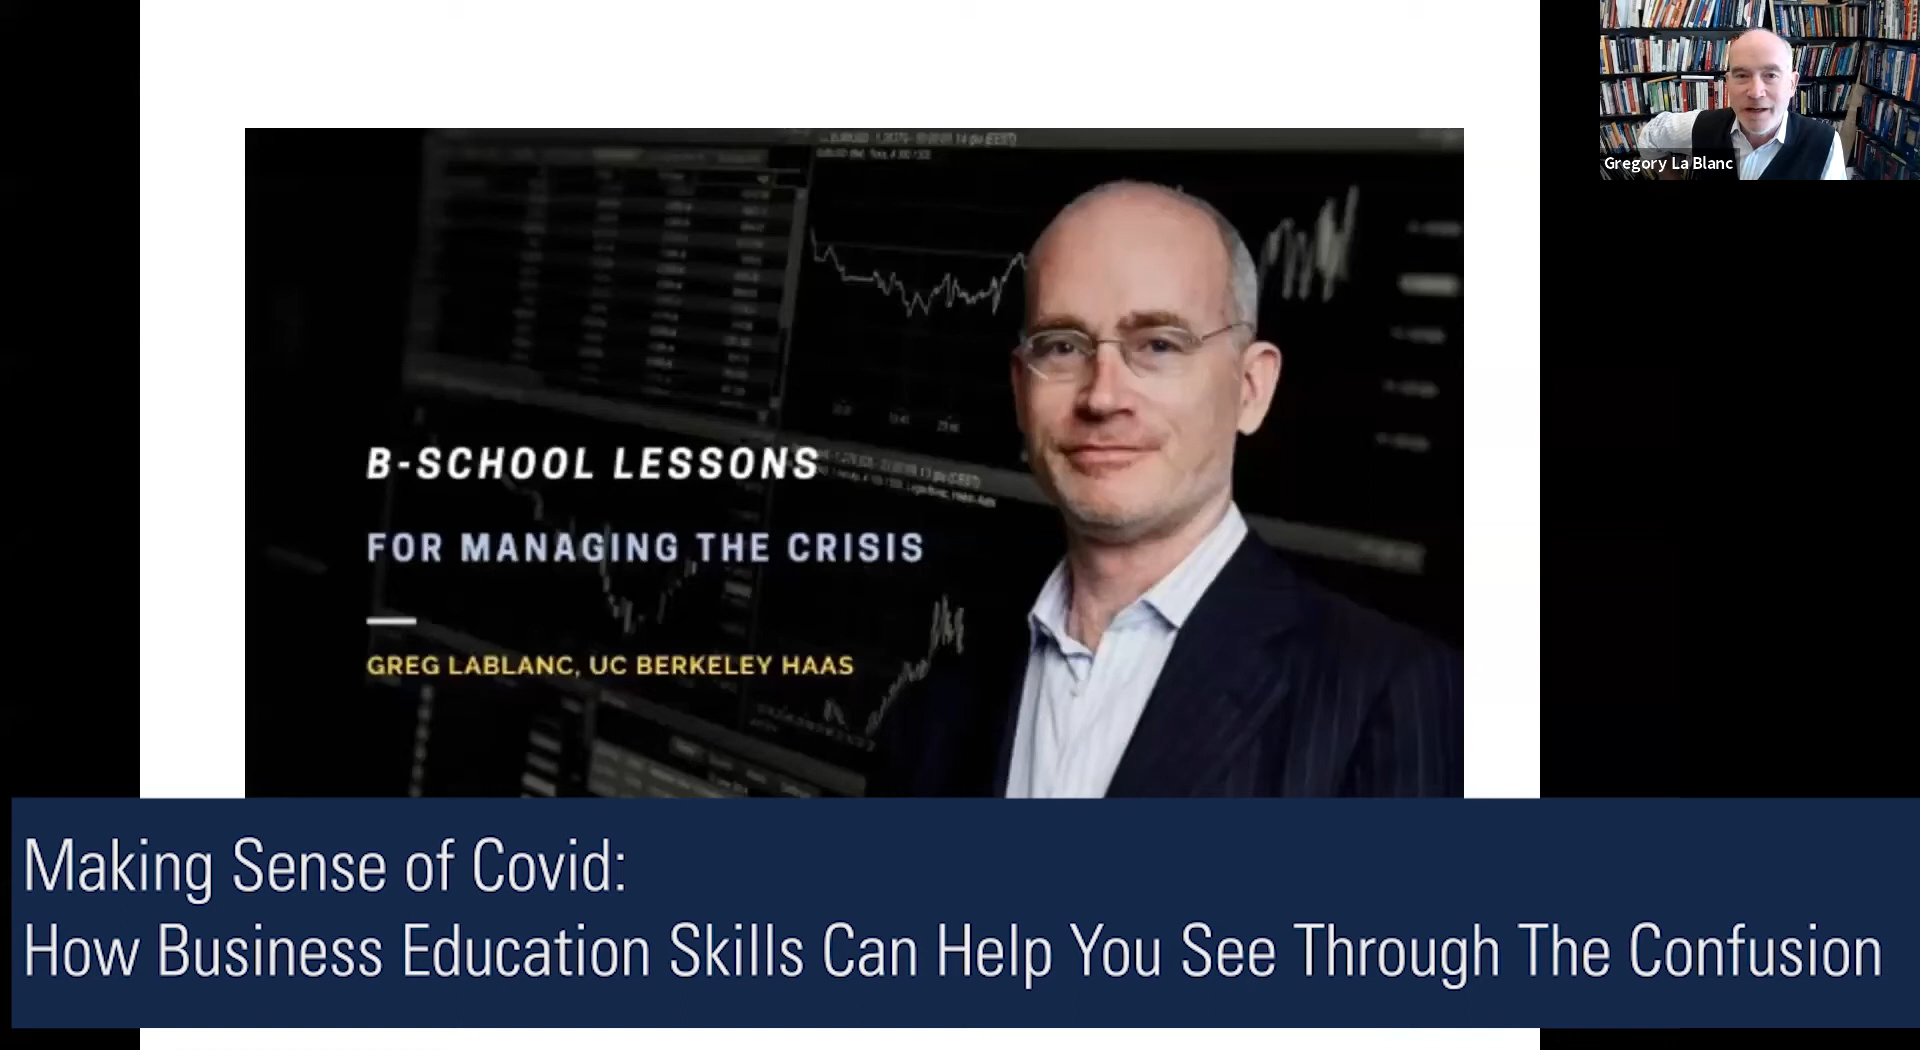 Gregory La Blanc
B-SCHOOL LESSONS
FOR MANAGING THE CRISIS
GREG LABLANC, UC BERKELEY HAAS
Making Sense of Covid:
How Business Education Skills Can Help You See Through The Confusion